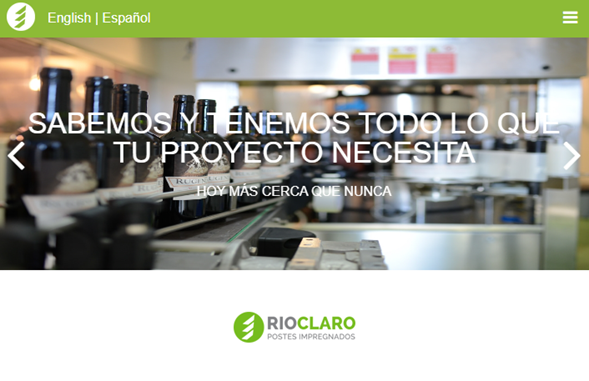 English | Español
SABEMOS Y TENEMOS TODO LO QUE
TU PROYECTO NECESITA
HOY MÁS CERCA QUE NUNCA
RIOCLARO
POSTES IMPREGNADOS